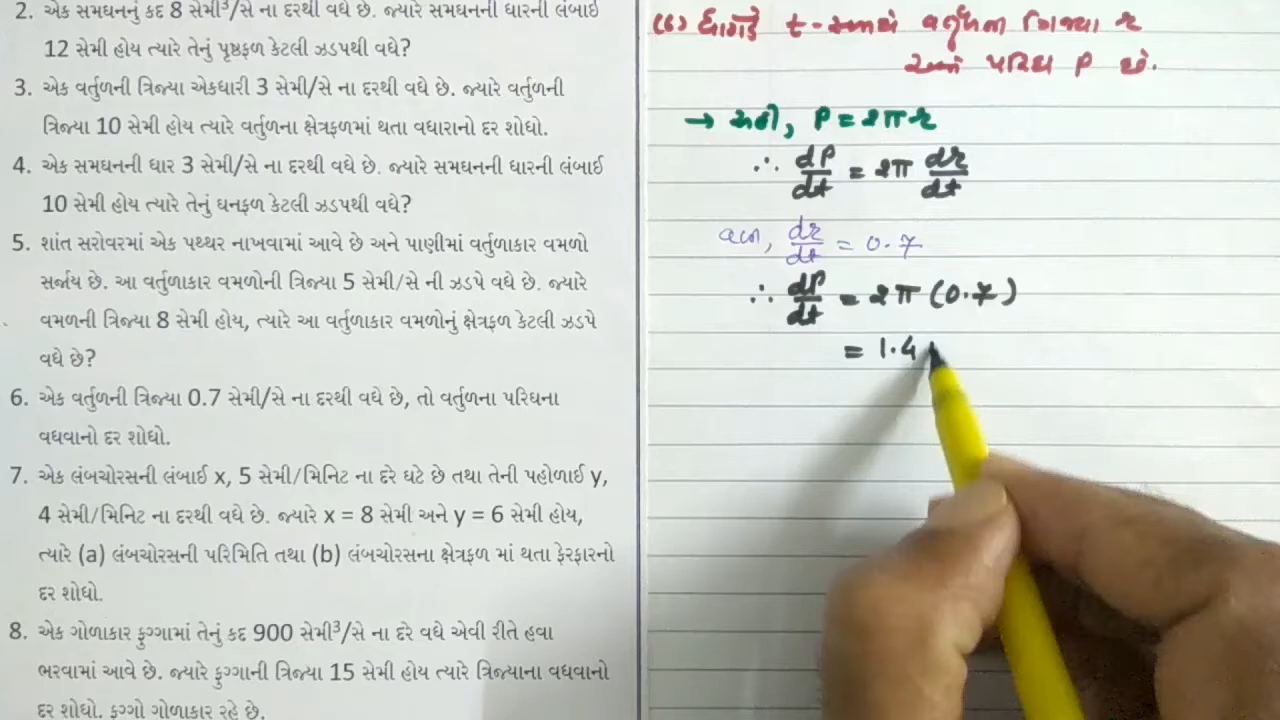 2. એક સમઘનનું કદ 8 સેમી³/સે ના દરથી વધે છે. જ્યારે સમઘનની ધારની લંબાઈ
12 સેમી હોય ત્યારે તેનું પૃષ્ઠફળ કેટલી ઝડપથી વધે?
3. એક વર્તુળની ત્રિજ્યા એકધારી 3 સેમી/સે ના દરથી વધે છે. જ્યારે વર્તુળની
ત્રિજ્યા 10 સેમી હોય ત્યારે વર્તુળના ક્ષેત્રફળમાં થતા વધારાનો દર શોધો.
4. એક સમઘનની ધાર 3 સેમી/સે ના દરથી વધે છે. જ્યારે સમઘનની ધારની લંબાઈ
10 સેમી હોય ત્યારે તેનું ઘનફળ કેટલી ઝડપથી વધે?
5. શાંત સરોવરમાં એક પથ્થર નાખવામાં આવે છે અને પાણીમાં વર્તુળાકાર વમળો
સર્જાય છે. આ વર્તુળાકાર વમળોની ત્રિજ્યા 5 સેમી/સે ની ઝડપે વધે છે. જ્યારે
વમળની ત્રિજ્યા 8 સેમી હોય, ત્યારે આ વર્તુળાકાર વમળોનું ક્ષેત્રફળ કેટલી ઝડપે
વધે છે?
6. એક વર્તુળની ત્રિજ્યા 0.7 સેમી/સે ના દરથી વધે છે, તો વર્તુળના પરિઘના
વધવાનો દર શોધો.
7. એક લંબચોરસની લંબાઈ x, 5 સેમી/મિનિટ ના દરે ઘટે છે તથા તેની પહોળાઈ y,
4 સેમી/મિનિટ ના દરથી વધે છે. જ્યારે x = 8 સેમી અને y = 6 સેમી હોય,
ત્યારે (a) લંબચોરસની પરિમિતિ તથા (b) લંબચોરસના ક્ષેત્રફળ માં થતા ફેરફારનો
દર શોધો.
8. એક ગોળાકાર ફુગ્ગામાં તેનું કદ 900 સેમી³/સે ના દરે વધે એવી રીતે હવા
ભરવામાં આવે છે. જ્યારે ફુગ્ગાની ત્રિજ્યા 15 સેમી હોય ત્યારે ત્રિજ્યાના વધવાનો
દર શોધો. ફુગ્ગો ગોળાકાર રહે છે.
(૬) ધારોકે t-સમયે વર્તુળના ત્રિજ્યા r
અને પરિઘ P છે.
→ અહી, P = 2πr
∴ dP/dt = 2π dr/dt
dr/dt = 0.7
∴ dP/dt = 2π (0.7)
= 1.4